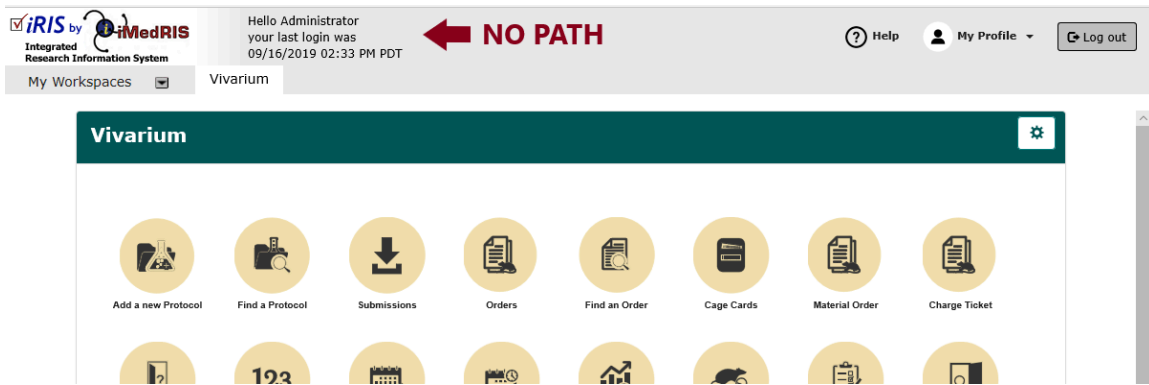 iRIS by iMedRIS
Integrated
Research Information System
Hello Administrator
your last login was
09/16/2019 02:33 PM PDT
NO PATH
? Help
My Profile
Log out
My Workspaces
Vivarium
Vivarium
Add a new Protocol
Find a Protocol
Submissions
Orders
Find an Order
Cage Cards
Material Order
Charge Ticket
?
123